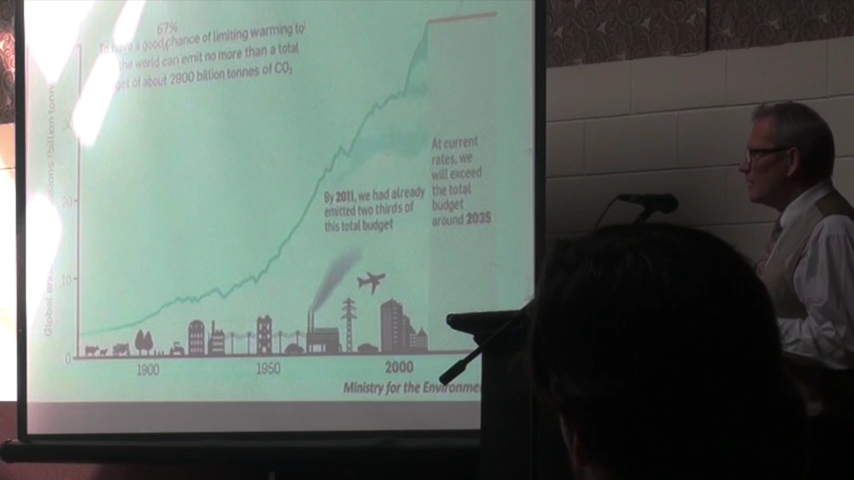 67%
To have a good chance of limiting warming to
the world can emit no more than a total
get of about 2900 billion tonnes of CO₂
At current
rates, we
will exceed
the total
budget
around 2035
By 2011, we had already
emitted two thirds of
this total budget
20
10
0
1900 1950 2000
Ministry for the Environme